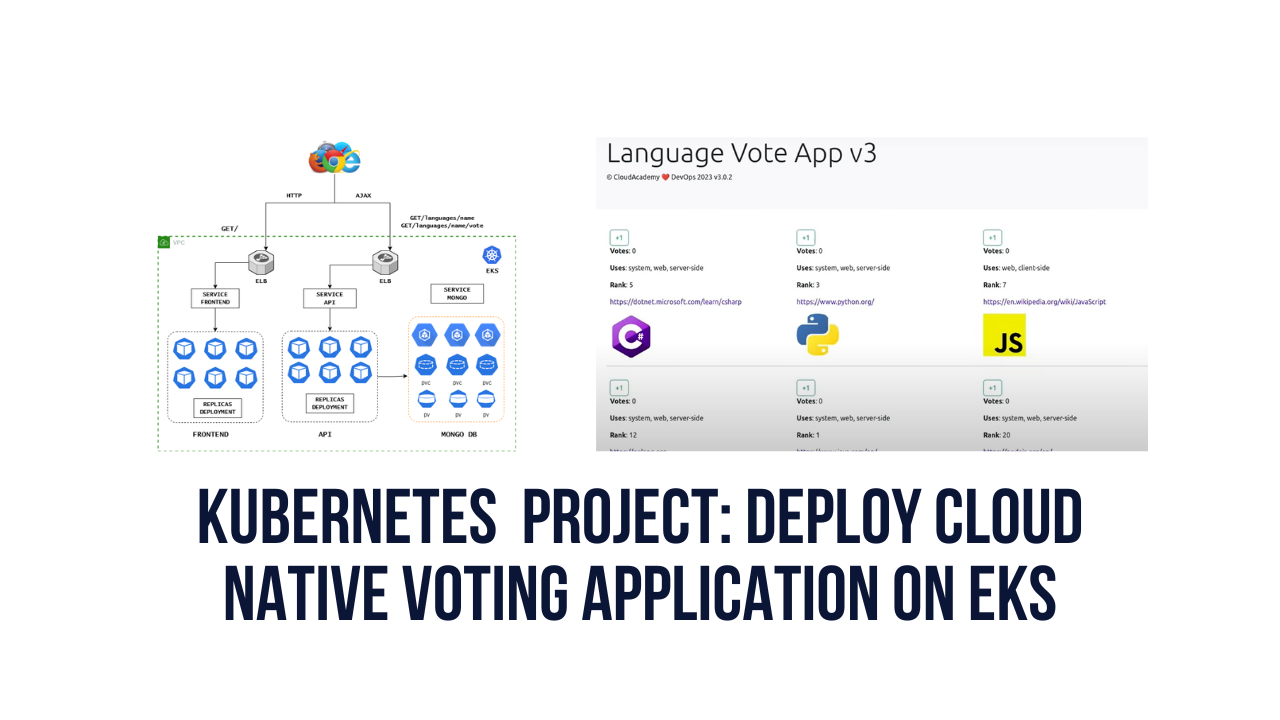 HTTP
AJAX
GET/languages/name
GET/languages/name/vote
GET/
VPC
EKS
ELB
ELB
SERVICE
FRONTEND
SERVICE
API
SERVICE
MONGO
PVC PVC PVC
REPLICAS
DEPLOYMENT
REPLICAS
DEPLOYMENT
PV PV PV
FRONTEND
API
MONGO DB
Language Vote App v3
© CloudAcademy ❤️ DevOps 2023 v3.0.2
+1 +1 +1
Votes: 0 Votes: 0 Votes: 0
Uses: system, web, server-side Uses: system, web, server-side Uses: web, client-side
Rank: 5 Rank: 3 Rank: 7
https://dotnet.microsoft.com/learn/csharp https://www.python.org/ https://en.wikipedia.org/wiki/JavaScript
C# JS
+1 +1 +1
Votes: 0 Votes: 0 Votes: 0
Uses: system, web, server-side Uses: system, web, server-side Uses: system, web, server-side
Rank: 12 Rank: 1 Rank: 20
KUBERNETES PROJECT: DEPLOY CLOUD
NATIVE VOTING APPLICATION ON EKS